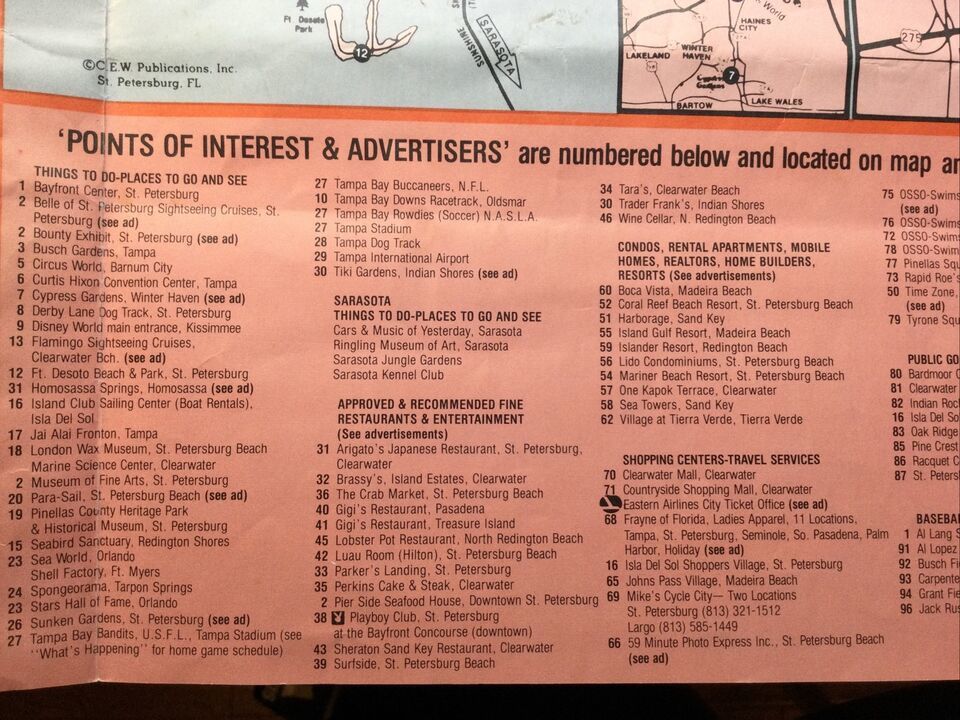 Ft Desoto
Park
12
SUNSHINE
SARASOTA
©C.E.W. Publications, Inc.
St. Petersburg, FL
World
HAINES
CITY
LAKELAND
WINTER
HAVEN
Cypress
Gardens
7
BARTOW
LAKE WALES
275
'POINTS OF INTEREST & ADVERTISERS' are numbered below and located on map
THINGS TO DO-PLACES TO GO AND SEE
1 Bayfront Center, St. Petersburg
2 Belle of St. Petersburg Sightseeing Cruises, St.
Petersburg (see ad)
2 Bounty Exhibit, St. Petersburg (see ad)
3 Busch Gardens, Tampa
5 Circus World, Barnum City
6 Curtis Hixon Convention Center, Tampa
7 Cypress Gardens, Winter Haven (see ad)
8 Derby Lane Dog Track, St. Petersburg
9 Disney World main entrance, Kissimmee
13 Flamingo Sightseeing Cruises,
Clearwater Bch. (see ad)
12 Ft. Desoto Beach & Park, St. Petersburg
31 Homosassa Springs, Homosassa (see ad)
16 Island Club Sailing Center (Boat Rentals),
Isla Del Sol
17 Jai Alai Fronton, Tampa
18 London Wax Museum, St. Petersburg Beach
Marine Science Center, Clearwater
2 Museum of Fine Arts, St. Petersburg
20 Para-Sail, St. Petersburg Beach (see ad)
19 Pinellas County Heritage Park
& Historical Museum, St. Petersburg
15 Seabird Sanctuary, Redington Shores
23 Sea World, Orlando
Shell Factory, Ft. Myers
24 Spongeorama, Tarpon Springs
23 Stars Hall of Fame, Orlando
26 Sunken Gardens, St. Petersburg (see ad)
27 Tampa Bay Bandits, U.S.F.L., Tampa Stadium (see
"What's Happening" for home game schedule)
27 Tampa Bay Buccaneers, N.F.L.
10 Tampa Bay Downs Racetrack, Oldsmar
27 Tampa Bay Rowdies (Soccer) N.A.S.L.A.
27 Tampa Stadium
28 Tampa Dog Track
29 Tampa International Airport
30 Tiki Gardens, Indian Shores (see ad)
SARASOTA
THINGS TO DO-PLACES TO GO AND SEE
Cars & Music of Yesterday, Sarasota
Ringling Museum of Art, Sarasota
Sarasota Jungle Gardens
Sarasota Kennel Club
APPROVED & RECOMMENDED FINE
RESTAURANTS & ENTERTAINMENT
(See advertisements)
31 Arigato's Japanese Restaurant, St. Petersburg,
Clearwater
32 Brassy's, Island Estates, Clearwater
36 The Crab Market, St. Petersburg
40 Gigi's Restaurant, Pasadena
41 Gigi's Restaurant, Treasure Island
45 Lobster Pot Restaurant, North Redington Beach
42 Luau Room (Hilton), St. Petersburg Beach
33 Parker's Landing, St. Petersburg
35 Perkins Cake & Steak, Clearwater
2 Pier Side Seafood House, Downtown St. Petersburg
38 Playboy Club, St. Petersburg
at the Bayfront Concourse (downtown)
43 Sheraton Sand Key Restaurant, Clearwater
39 Surfside, St. Petersburg Beach
34 Tara's, Clearwater Beach
30 Trader Frank's, Indian Shores
46 Wine Cellar, N. Redington Beach
CONDOS, RENTAL APARTMENTS, MOBILE
HOMES, REALTORS, HOME BUILDERS,
RESORTS (See advertisements)
60 Boca Vista, Madeira Beach
52 Coral Reef Beach Resort, St. Petersburg Beach
51 Harborage, Sand Key
55 Island Gulf Resort, Madeira Beach
59 Islander Resort, Redington Beach
56 Lido Condominiums, St. Petersburg Beach
54 Mariner Beach Resort, St. Petersburg Beach
57 One Kapok Terrace, Clearwater
58 Sea Towers, Sand Key
62 Village at Tierra Verde, Tierra Verde
SHOPPING CENTERS-TRAVEL SERVICES
70 Clearwater Mall, Clearwater
71 Countryside Shopping Mall, Clearwater
Eastern Airlines City Ticket Office (see ad)
68 Frayne of Florida, Ladies Apparel, 11 Locations,
Tampa, St. Petersburg, Seminole, So. Pasadena, Palm
Harbor, Holiday (see ad)
16 Isla Del Sol Shoppers Village, St. Petersburg
65 Johns Pass Village, Madeira Beach
69 Mike's Cycle City— Two Locations
St. Petersburg (813) 321-1512
Largo (813) 585-1449
66 59 Minute Photo Express Inc., St. Petersburg Beach
(see ad)
75 OSSO-Swims
(see ad)
76 OSSO-Swims
72 OSSO-Swims
78 OSSO-Swims
77 Pinellas Squ
73 Rapid Roe's
50 Time Zone,
(see ad)
79 Tyrone Squ
PUBLIC GO
80 Bardmoor
81 Clearwater
82 Indian Roc
16 Isla Del So
83 Oak Ridge
85 Pine Crest
86 Racquet C
87 St. Peters
BASEBA
1 Al Lang S
91 Al Lopez
92 Busch Fi
93 Carpente
94 Grant Fie
96 Jack Rus